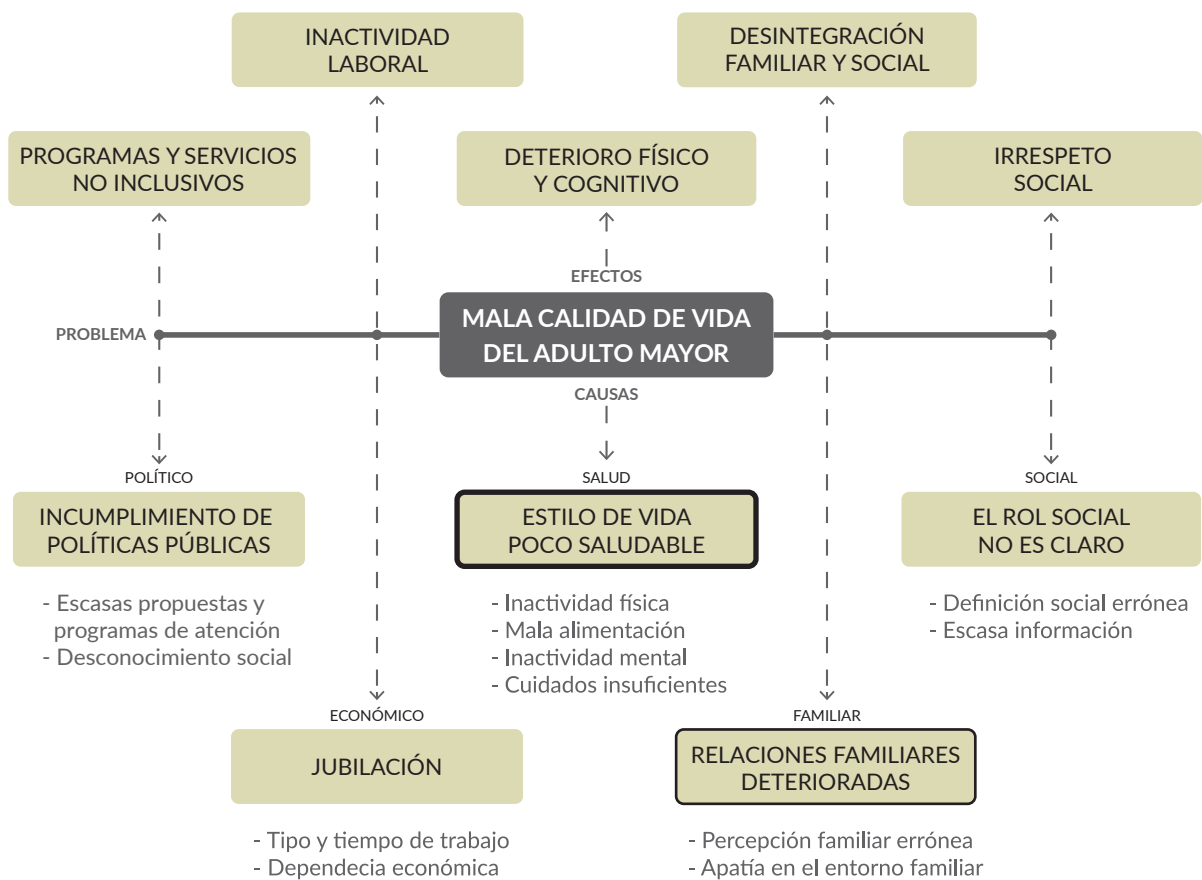 INACTIVIDAD
LABORAL
DESINTEGRACIÓN
FAMILIAR Y SOCIAL
PROGRAMAS Y SERVICIOS
NO INCLUSIVOS
DETERIORO FÍSICO
Y COGNITIVO
IRRESPETO
SOCIAL
EFECTOS
PROBLEMA
MALA CALIDAD DE VIDA
DEL ADULTO MAYOR
CAUSAS
POLÍTICO
INCUMPLIMIENTO DE
POLÍTICAS PÚBLICAS
- Escasas propuestas y
programas de atención
- Desconocimiento social
SALUD
ESTILO DE VIDA
POCO SALUDABLE
- Inactividad física
- Mala alimentación
- Inactividad mental
- Cuidados insuficientes
SOCIAL
EL ROL SOCIAL
NO ES CLARO
- Definición social errónea
- Escasa información
ECONÓMICO
JUBILACIÓN
- Tipo y tiempo de trabajo
- Dependecia económica
FAMILIAR
RELACIONES FAMILIARES
DETERIORADAS
- Percepción familiar errónea
- Apatía en el entorno familiar